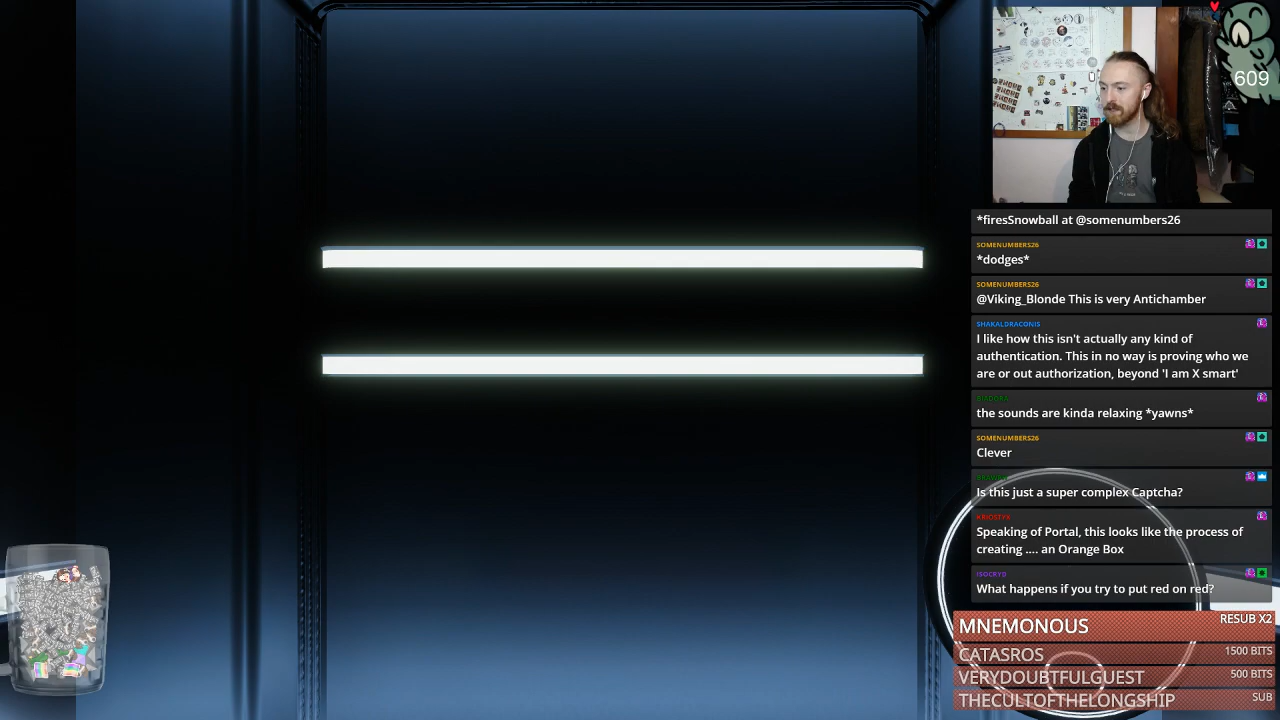 609
*firesSnowball at @somenumbers26
SOMENUMBERS26
*dodges*
SOMENUMBERS26
@Viking_Blonde This is very Antichamber
SHAKALDRACONIS
I like how this isn't actually any kind of
authentication. This in no way is proving who we
are or out authorization, beyond 'I am X smart'
the sounds are kinda relaxing *yawns*
SOMENUMBERS26
Clever
Is this just a super complex Captcha?
Speaking of Portal, this looks like the process of
creating .... an Orange Box
ISOCRYD
What happens if you try to put red on red?
MNEMONOUS RESUB X2
CATASROS 1500 BITS
VERYDOUBTFULGUEST 500 BITS
THECULTOFTHELONGSHIP SUB